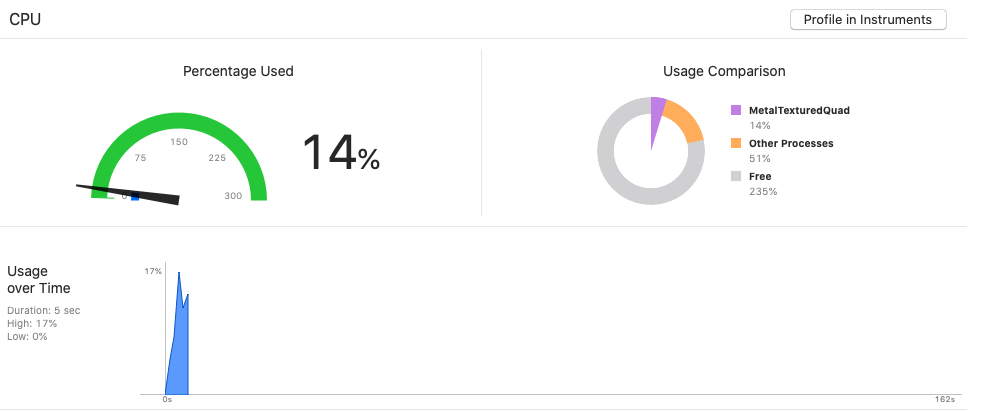 CPU
Profile in Instruments
Percentage Used
0
75
150
225
300
14%
Usage Comparison
MetalTexturedQuad
14%
Other Processes
51%
Free
235%
Usage
over Time
Duration: 5 sec
High: 17%
Low: 0%
17%
0s
162s